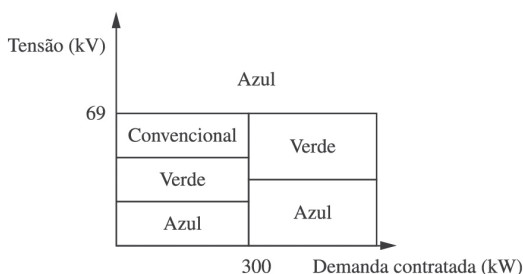 Tensão (kV)
Azul
69
Convencional
Verde
Verde
Azul
Azul
300
Demanda contratada (kW)